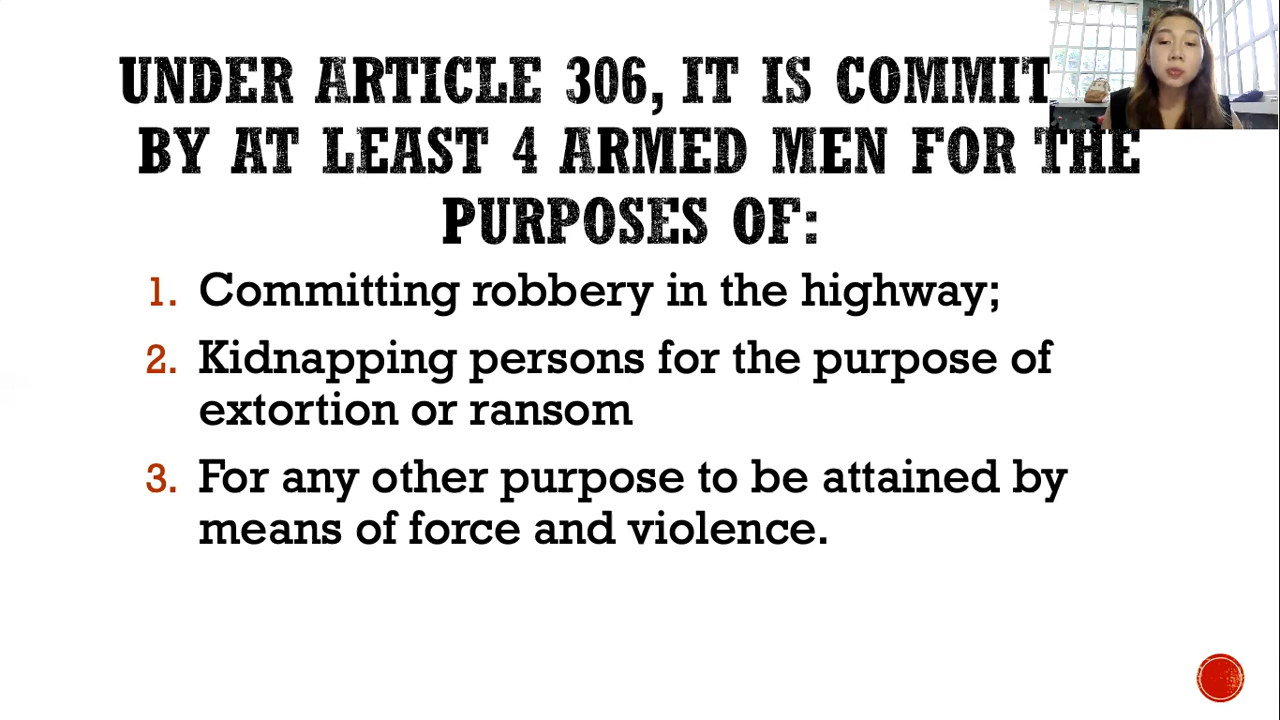 UNDER ARTICLE 306, IT IS COMMIT
BY AT LEAST 4 ARMED MEN FOR THE
PURPOSES OF:
1. Committing robbery in the highway;
2. Kidnapping persons for the purpose of
extortion or ransom
3. For any other purpose to be attained by
means of force and violence.